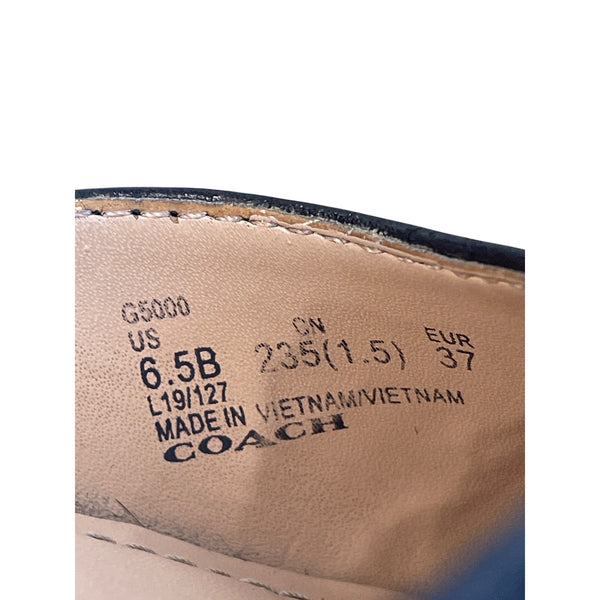 G5000
US CN EUR
6.5B 235(1.5) 37
L19/127
MADE IN VIETNAM/VIETNAM
COACH